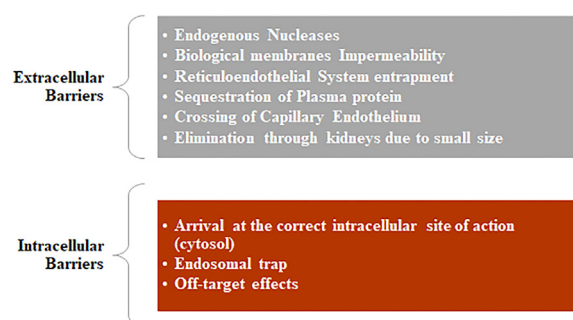 Extracellular
Barriers
• Endogenous Nucleases
• Biological membranes Impermeability
• Reticuloendothelial System entrapment
• Sequestration of Plasma protein
• Crossing of Capillary Endothelium
• Elimination through kidneys due to small size
Intracellular
Barriers
• Arrival at the correct intracellular site of action
(cytosol)
• Endosomal trap
• Off-target effects